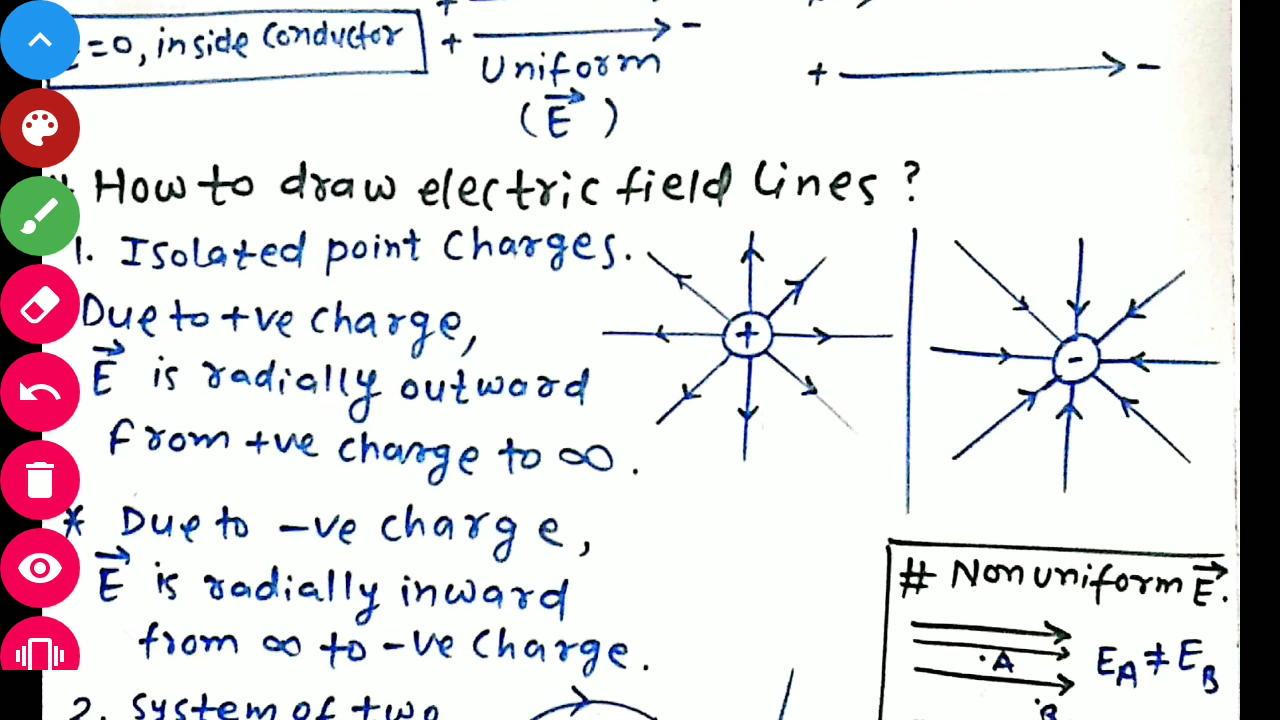 =0, inside Conductor
+ -
Uniform
(E)
+ -
How to draw electric field lines ?
1. Isolated point Charges.
+
-
Due to +ve charge,
E is radially outward
from +ve charge to ∞.
* Due to -ve charge,
E is radially inward
from ∞ to -ve Charge.
# Non uniform E.
.A
E_A ≠ E_B
.B
2. System of two